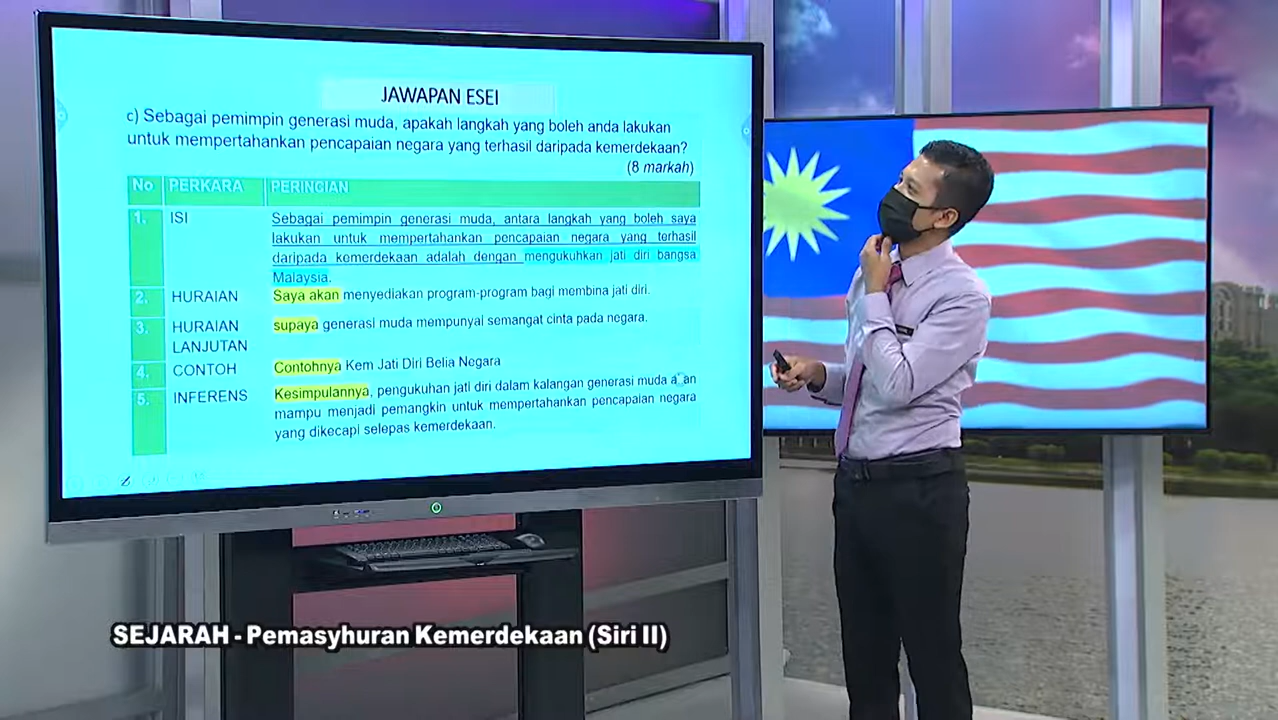 JAWAPAN ESEI
c) Sebagai pemimpin generasi muda, apakah langkah yang boleh anda lakukan
untuk mempertahankan pencapaian negara yang terhasil daripada kemerdekaan?
(8 markah)
No PERKARA PERINCIAN
1. ISI Sebagai pemimpin generasi muda, antara langkah yang boleh saya
lakukan untuk mempertahankan pencapaian negara yang terhasil
daripada kemerdekaan adalah dengan mengukuhkan jati diri bangsa
Malaysia.
2. HURAIAN Saya akan menyediakan program-program bagi membina jati diri.
3. HURAIAN supaya generasi muda mempunyai semangat cinta pada negara.
LANJUTAN
4. CONTOH Contohnya Kem Jati Diri Belia Negara
5. INFERENS Kesimpulannya, pengukuhan jati diri dalam kalangan generasi muda akan
mampu menjadi pemangkin untuk mempertahankan pencapaian negara
yang dikecapi selepas kemerdekaan.
SEJARAH - Pemasyhuran Kemerdekaan (Siri II)